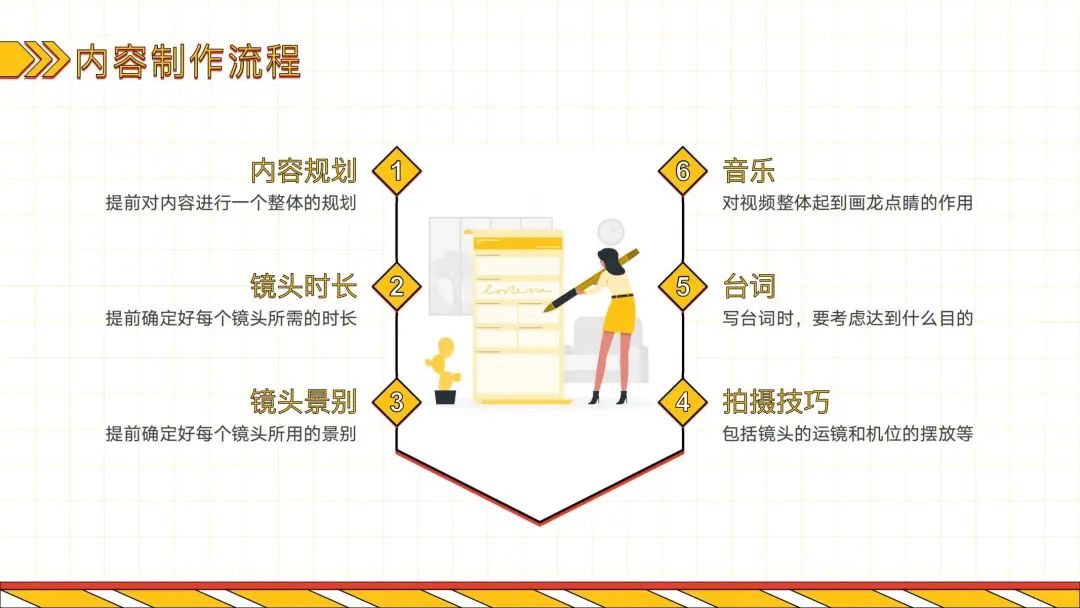 内容制作流程
1
内容规划
提前对内容进行一个整体的规划
2
镜头时长
提前确定好每个镜头所需的时长
3
镜头景别
提前确定好每个镜头所用的景别
4
拍摄技巧
包括镜头的运镜和机位的摆放等
5
台词
写台词时，要考虑达到什么目的
6
音乐
对视频整体起到画龙点睛的作用